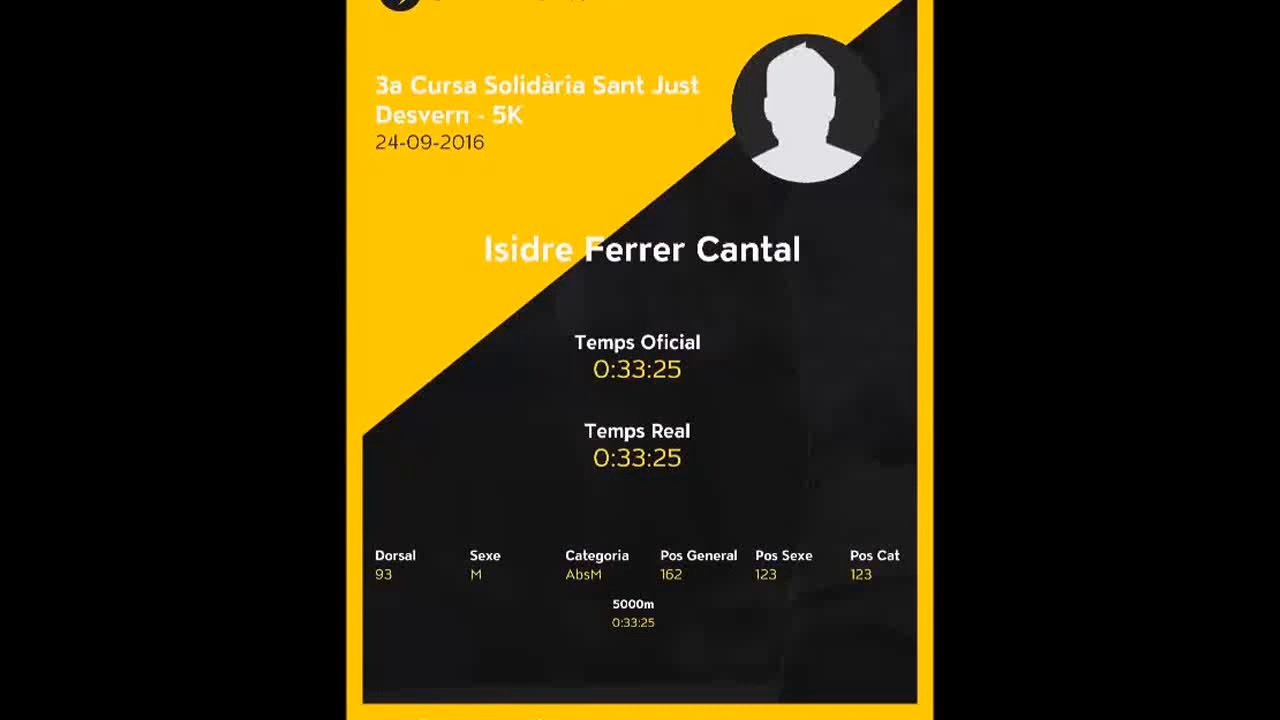 3a Cursa Solidària Sant Just
Desvern - 5K
24-09-2016
Isidre Ferrer Cantal
Temps Oficial
0:33:25
Temps Real
0:33:25
Dorsal Sexe Categoria Pos General Pos Sexe Pos Cat
93 M AbsM 162 123 123
5000m
0:33:25